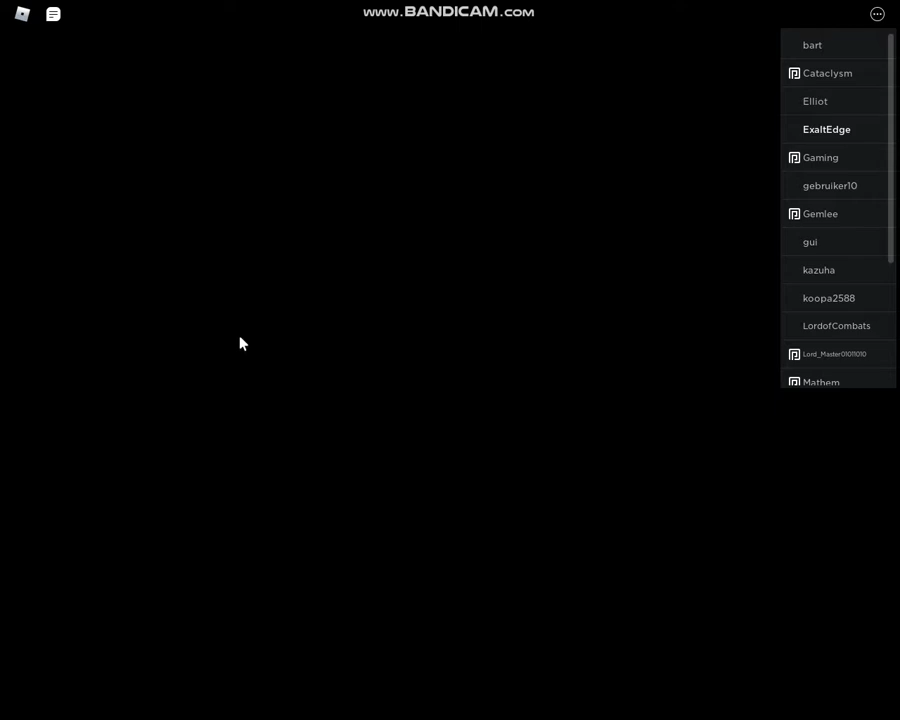 www.BANDICAM.com
bart
Cataclysm
Elliot
ExaltEdge
Gaming
gebruiker10
Gemlee
gui
kazuha
koopa2588
LordofCombats
Lord_Master01011010
Mathem